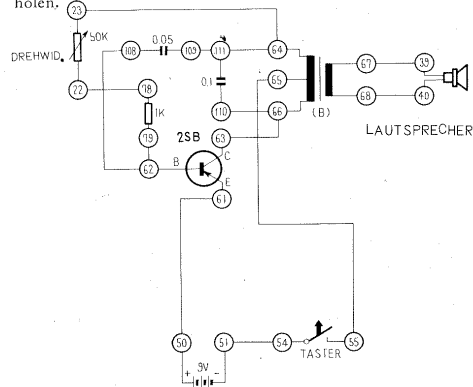 holen.
23
50K
DREHWID.
22
108
0.05
109
111
64
67
39
65
78
0.1
(B)
1K
110
66
68
40
LAUTSPRECHER
79
2SB
63
C
62
B
E
61
50
51
54
55
TASTER
+ 9V -